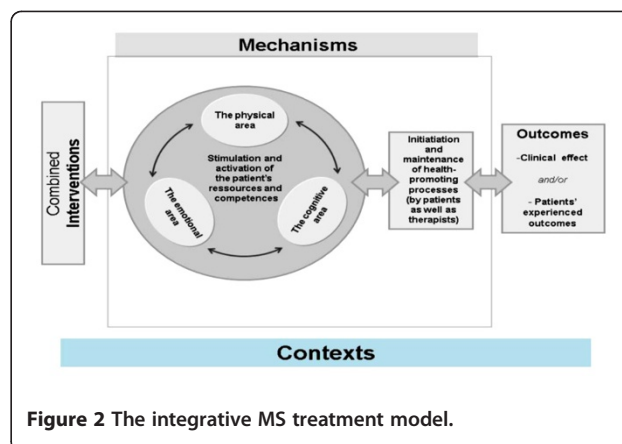 Mechanisms
Combined
Interventions
The physical
area
Stimulation and
activation of
the patient's
ressources and
competences
The emotional
area
The cognitive area
Initiatiation
and
maintenance
of health-
promoting
processes
(by patients
as well as
therapists)
Outcomes
-Clinical effect
and/or
- Patients'
experienced
outcomes
Contexts
Figure 2 The integrative MS treatment model.